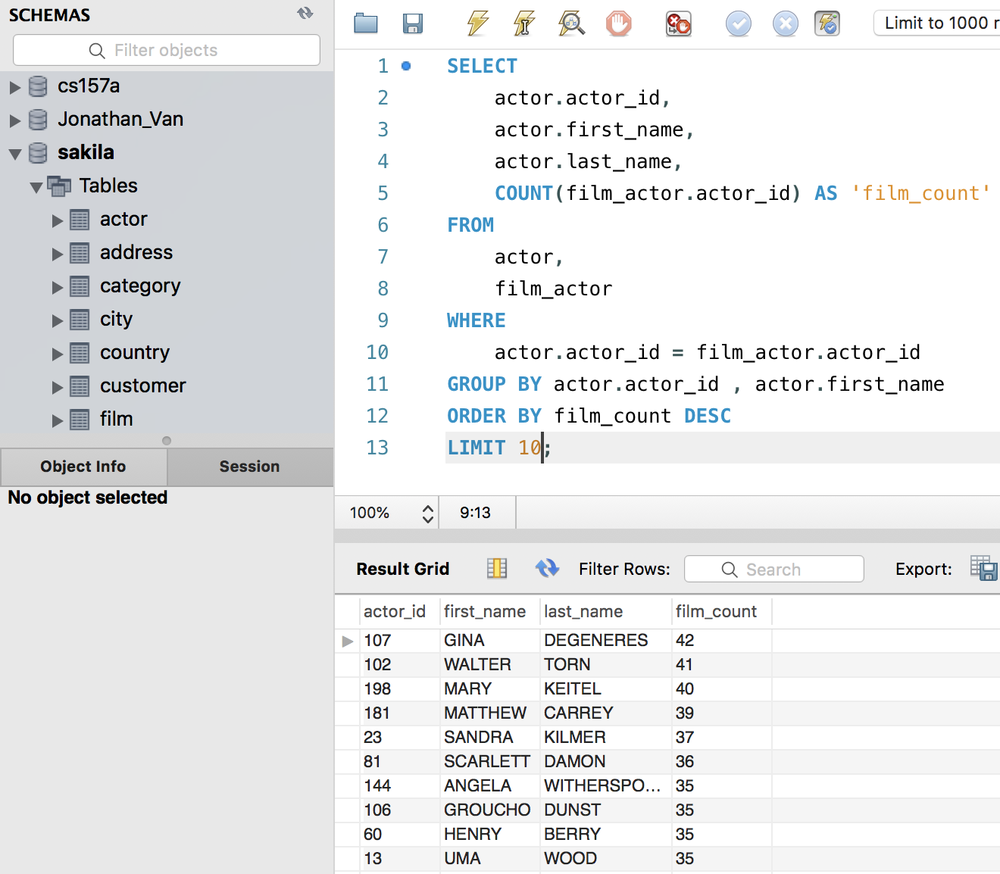 SCHEMAS
Filter objects
cs157a
Jonathan_Van
sakila
Tables
actor
address
category
city
country
customer
film
Object Info Session
No object selected
Limit to 1000 r
1 SELECT
2 actor.actor_id,
3 actor.first_name,
4 actor.last_name,
5 COUNT(film_actor.actor_id) AS 'film_count'
6 FROM
7 actor,
8 film_actor
9 WHERE
10 actor.actor_id = film_actor.actor_id
11 GROUP BY actor.actor_id , actor.first_name
12 ORDER BY film_count DESC
13 LIMIT 10;
100% 9:13
Result Grid Filter Rows: Search Export:
actor_id first_name last_name film_count
107 GINA DEGENERES 42
102 WALTER TORN 41
198 MARY KEITEL 40
181 MATTHEW CARREY 39
23 SANDRA KILMER 37
81 SCARLETT DAMON 36
144 ANGELA WITHERSPO... 35
106 GROUCHO DUNST 35
60 HENRY BERRY 35
13 UMA WOOD 35